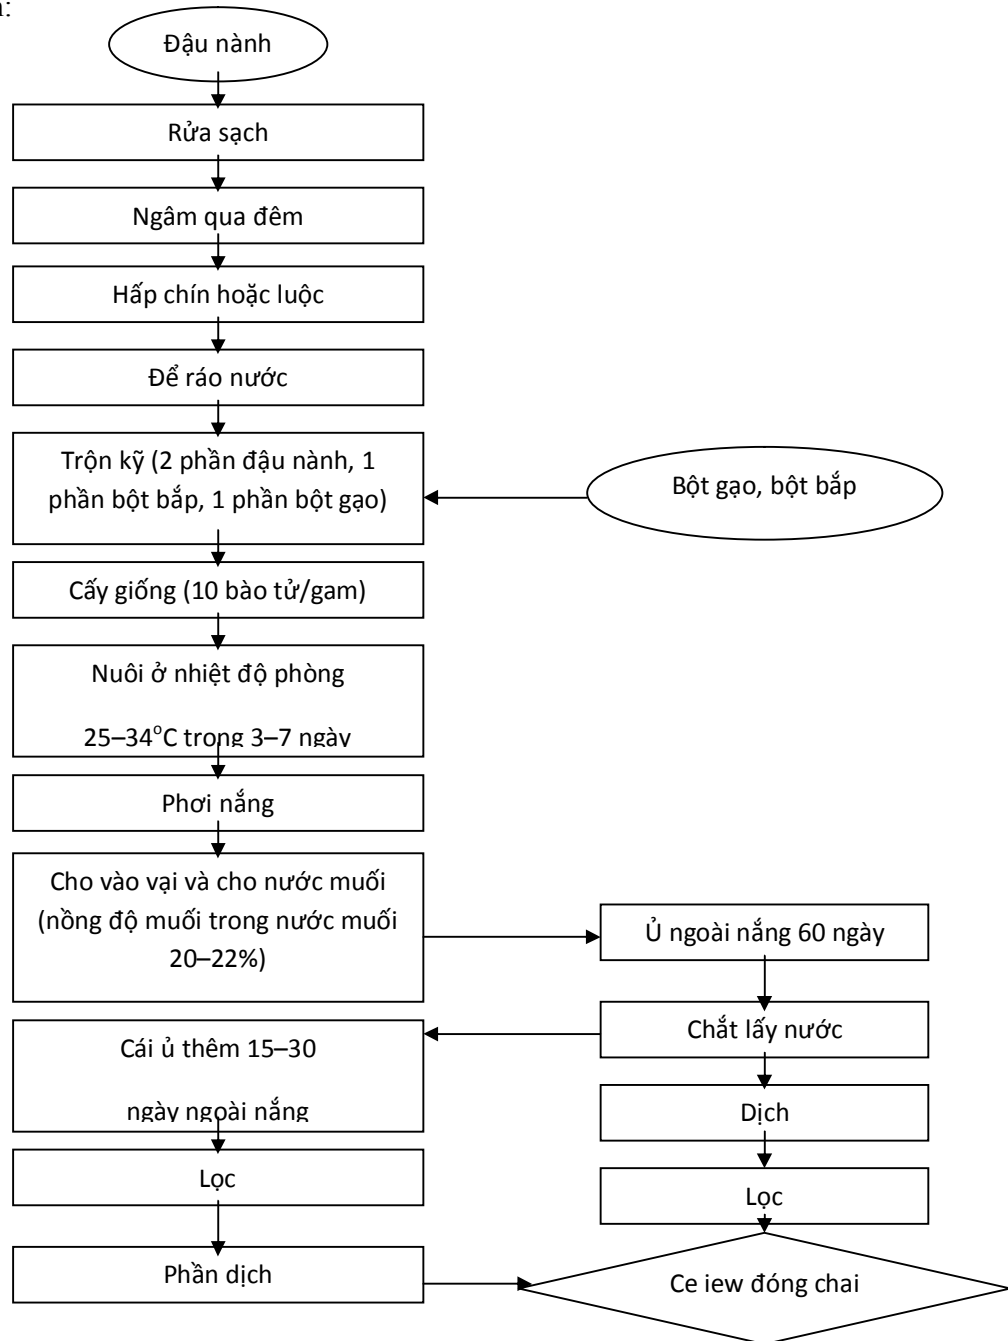 :
Đậu nành
Rửa sạch
Ngâm qua đêm
Hấp chín hoặc luộc
Để ráo nước
Trộn kỹ (2 phần đậu nành, 1
phần bột bắp, 1 phần bột gạo)
Bột gạo, bột bắp
Cấy giống (10 bào tử/gam)
Nuôi ở nhiệt độ phòng
25–34°C trong 3–7 ngày
Phơi nắng
Cho vào vại và cho nước muối
(nồng độ muối trong nước muối
20–22%)
Ủ ngoài nắng 60 ngày
Chắt lấy nước
Cái ủ thêm 15–30
ngày ngoài nắng
Dịch
Lọc
Lọc
Phần dịch
Ce iew đóng chai